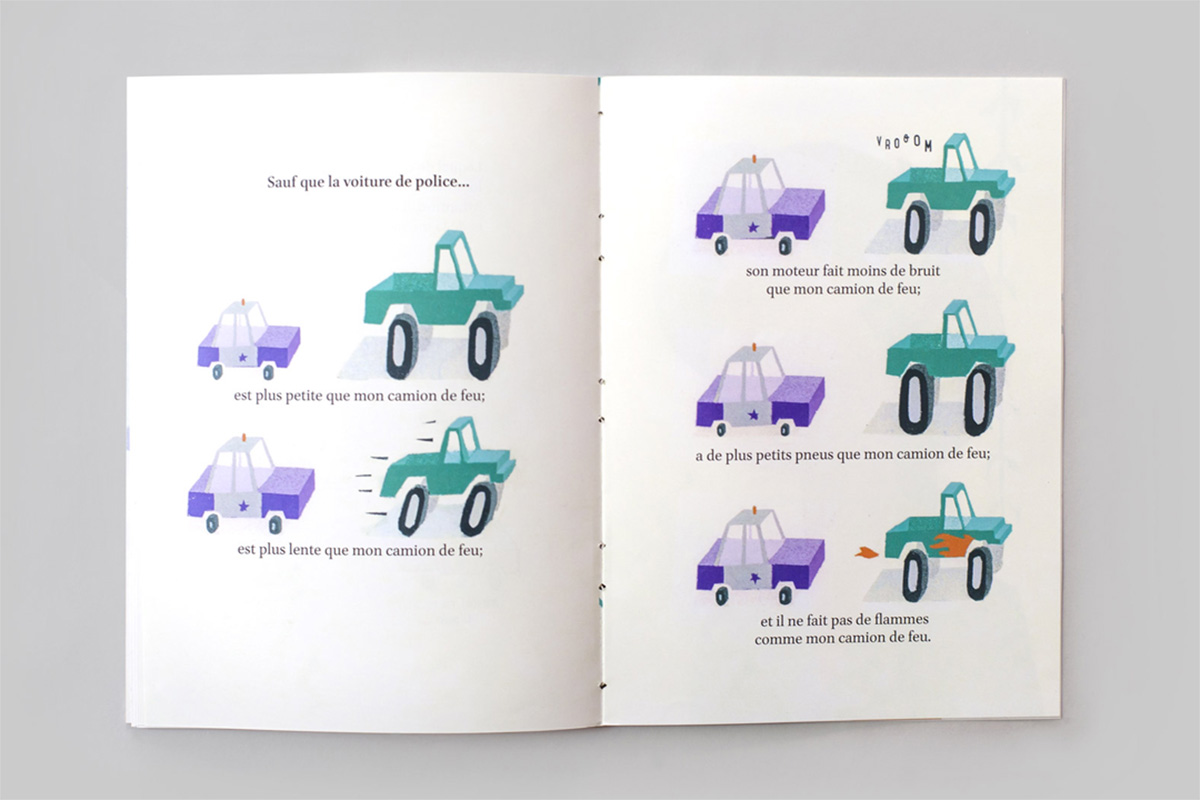 Sauf que la voiture de police...
est plus petite que mon camion de feu;
est plus lente que mon camion de feu;
VROOOM
son moteur fait moins de bruit
que mon camion de feu;
a de plus petits pneus que mon camion de feu;
et il ne fait pas de flammes
comme mon camion de feu.